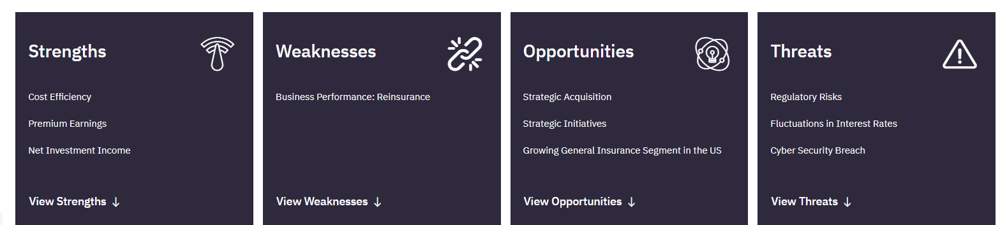 Strengths
Cost Efficiency
Premium Earnings
Net Investment Income
View Strengths ↓
Weaknesses
Business Performance: Reinsurance
View Weaknesses ↓
Opportunities
Strategic Acquisition
Strategic Initiatives
Growing General Insurance Segment in the US
View Opportunities ↓
Threats
Regulatory Risks
Fluctuations in Interest Rates
Cyber Security Breach
View Threats ↓